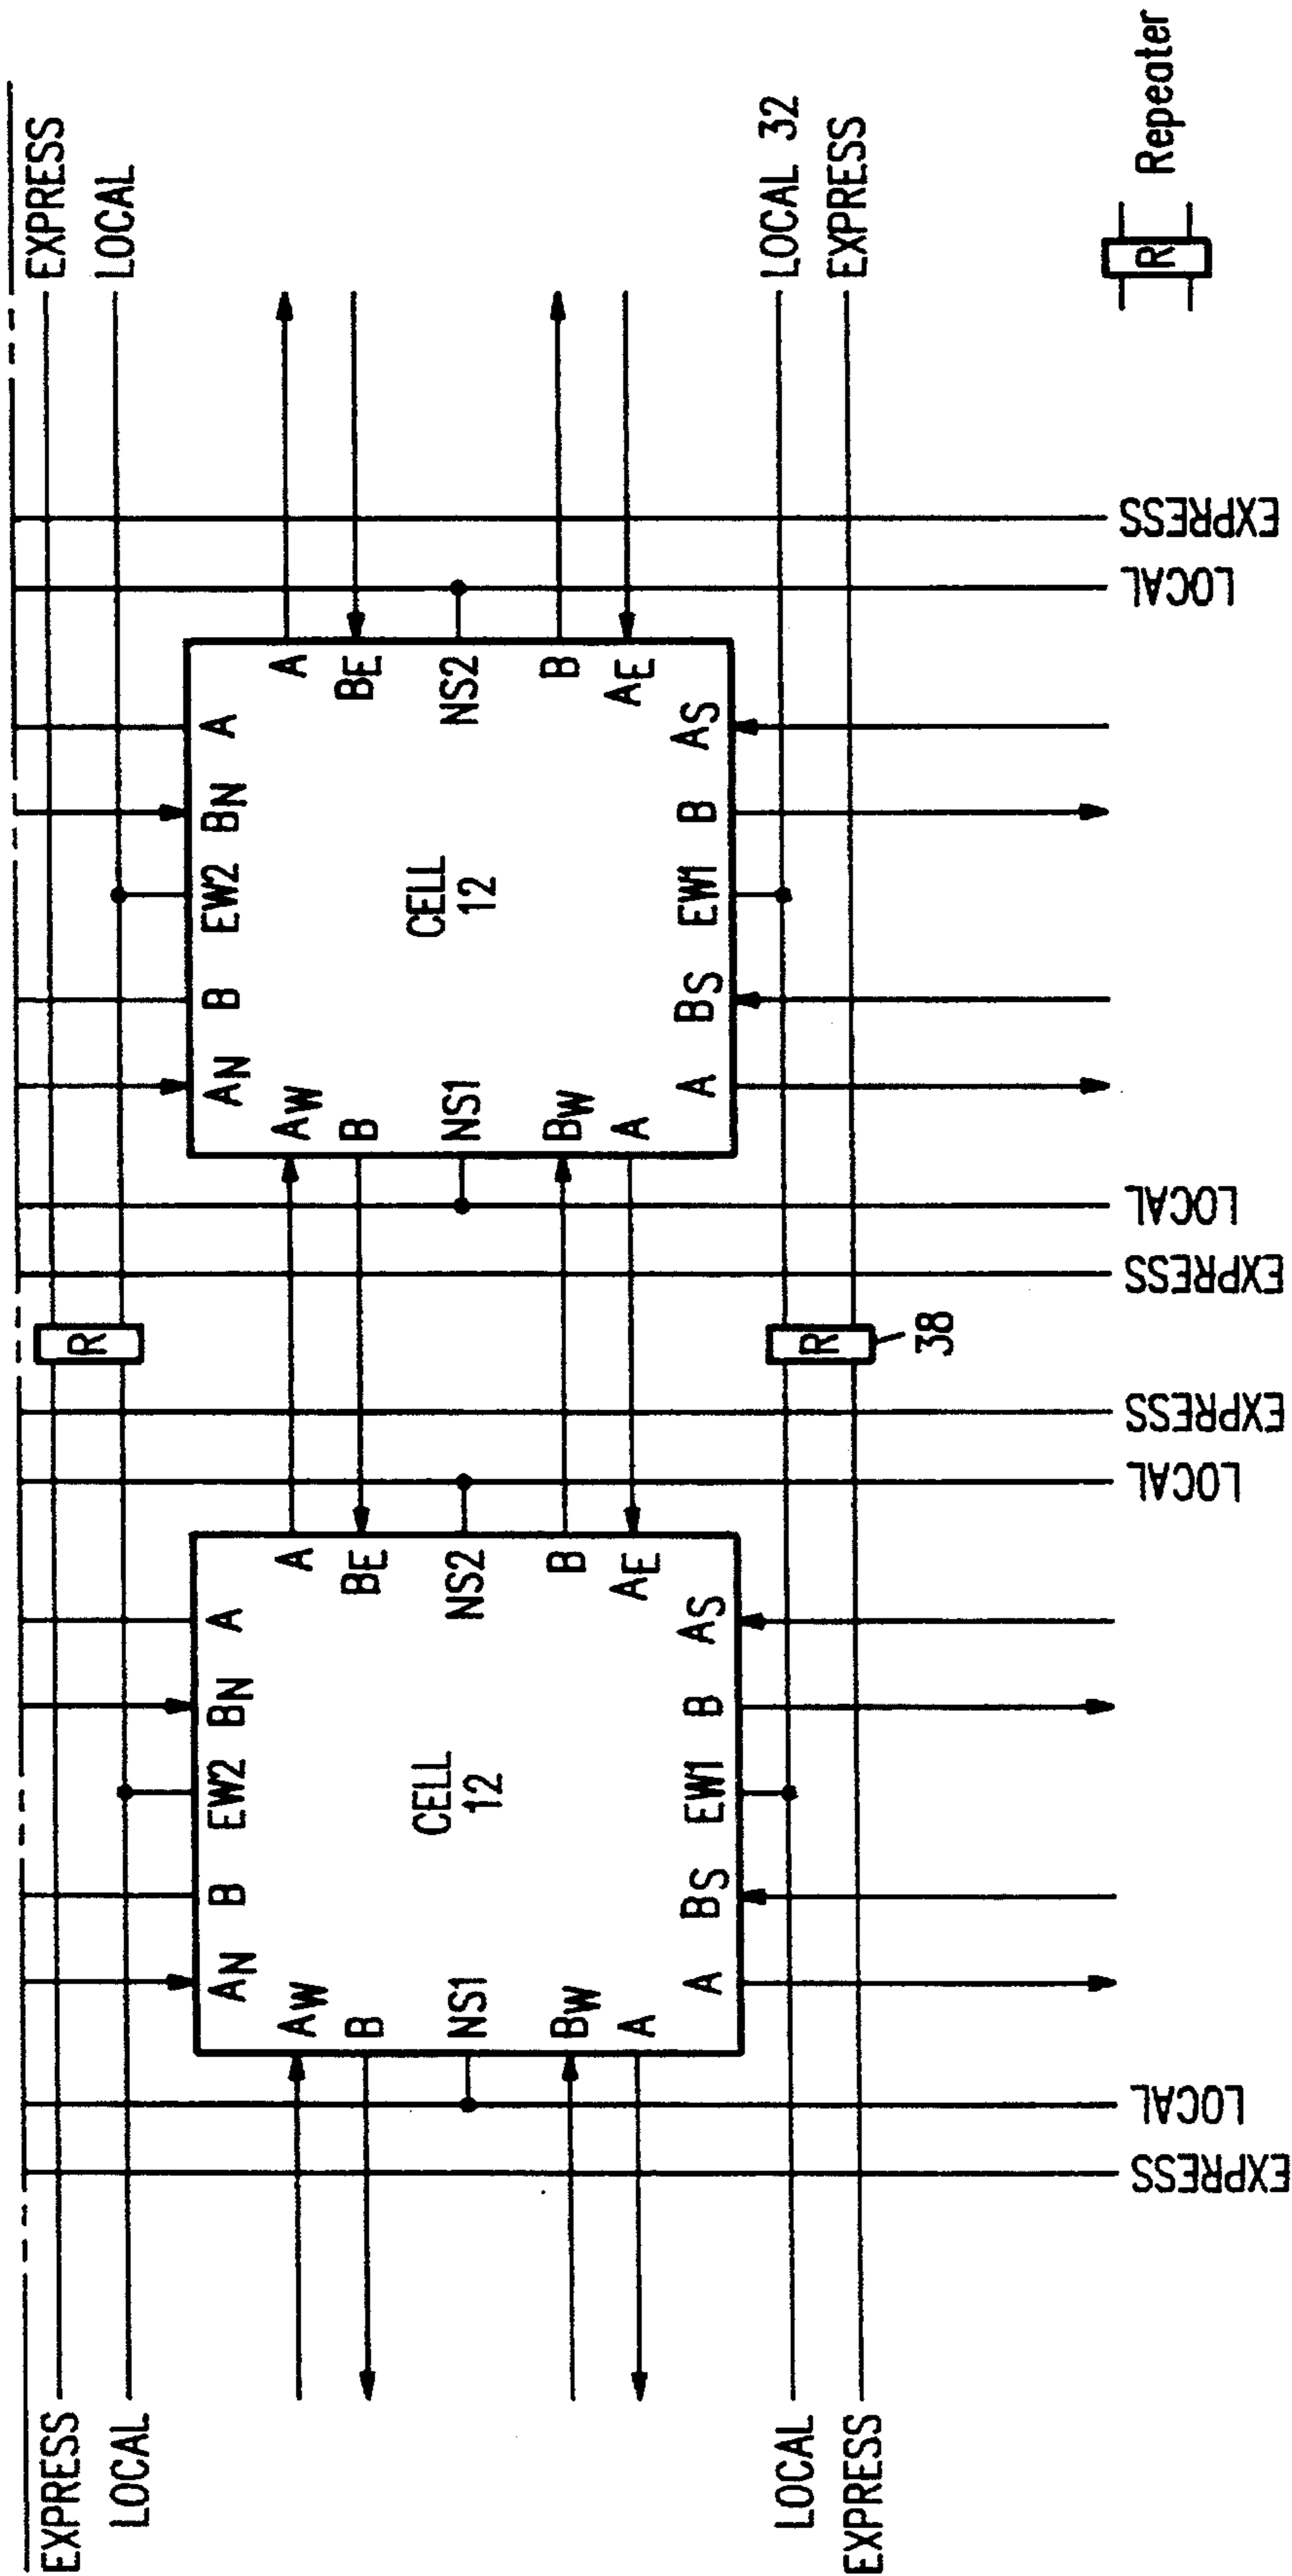 EXPRESS
EXPRESS
LOCAL
R
LOCAL
AN B EW2 BN A
AN B EW2 BN A
AW
A
AW
A
B
BE
B
BE
CELL
12
CELL
12
NS1
NS2
NS1
NS2
BW
B
BW
B
A
AE
A
AE
A BS EW1 B AS
A BS EW1 B AS
LOCAL
R
LOCAL 32
EXPRESS
38
EXPRESS
EXPRESS
LOCAL
LOCAL
EXPRESS
EXPRESS
LOCAL
LOCAL
EXPRESS
R Repeater